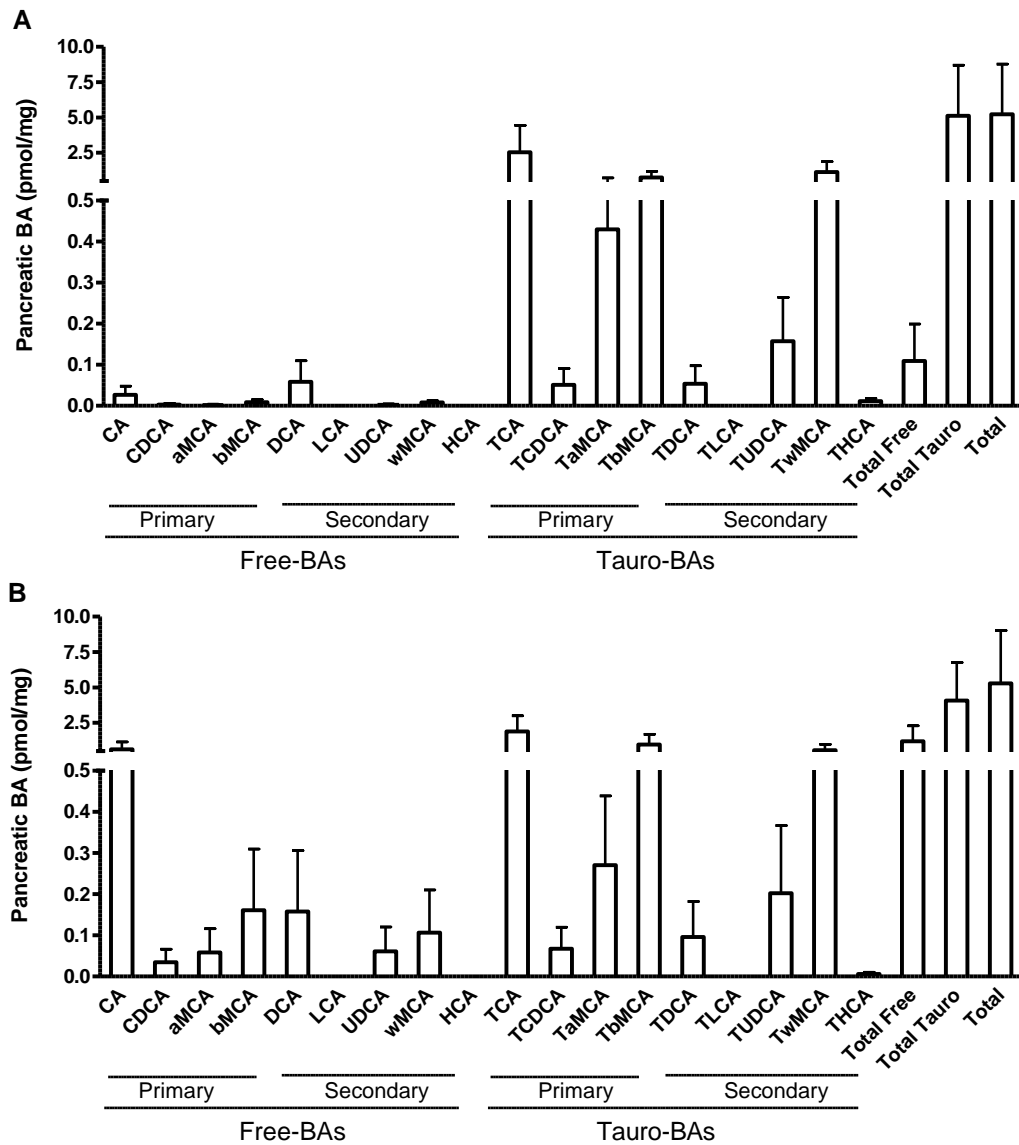 A
Pancreatic BA (pmol/mg)
10.0
7.5
5.0
2.5
0.5
0.4
0.3
0.2
0.1
0.0
CA CDCA aMCA bMCA DCA LCA UDCA wMCA HCA TCA TCDCA TaMCA TbMCA TDCA TLCA TUDCA TwMCA THCA Total Free Total Tauro Total
Primary Secondary Primary Secondary
Free-BAs Tauro-BAs
B
Pancreatic BA (pmol/mg)
10.0
7.5
5.0
2.5
0.5
0.4
0.3
0.2
0.1
0.0
CA CDCA aMCA bMCA DCA LCA UDCA wMCA HCA TCA TCDCA TaMCA TbMCA TDCA TLCA TUDCA TwMCA THCA Total Free Total Tauro Total
Primary Secondary Primary Secondary
Free-BAs Tauro-BAs